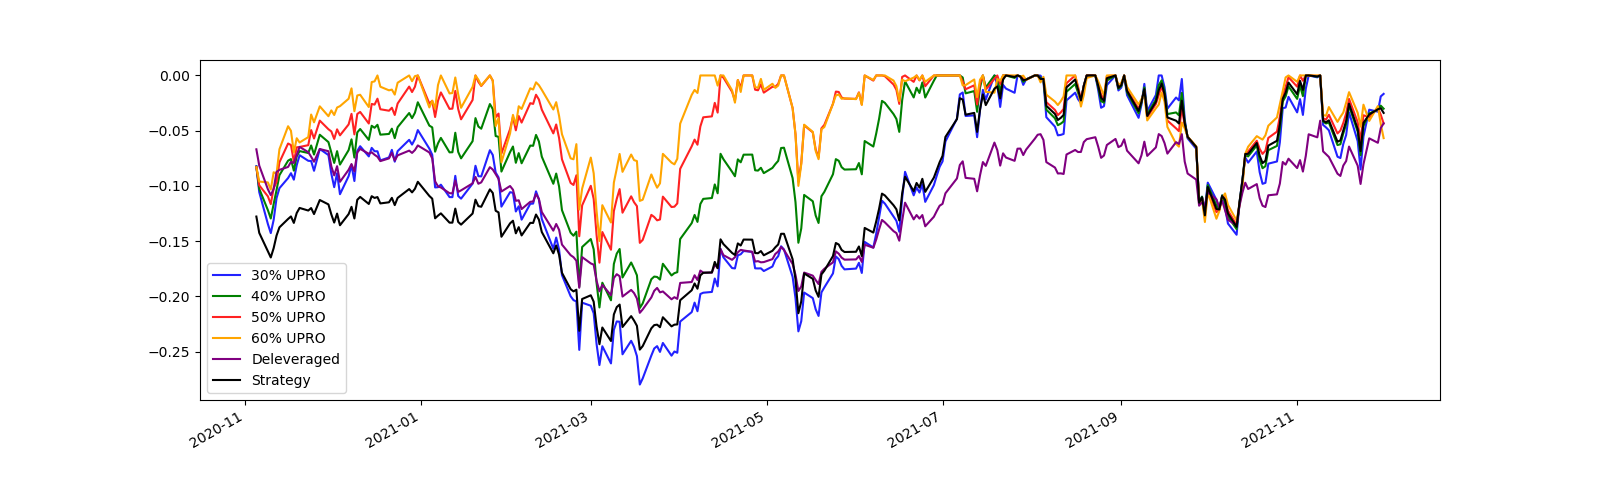 0.00
−0.05
−0.10
−0.15
−0.20
−0.25
30% UPRO
40% UPRO
50% UPRO
60% UPRO
Deleveraged
Strategy
2020-11
2021-01
2021-03
2021-05
2021-07
2021-09
2021-11